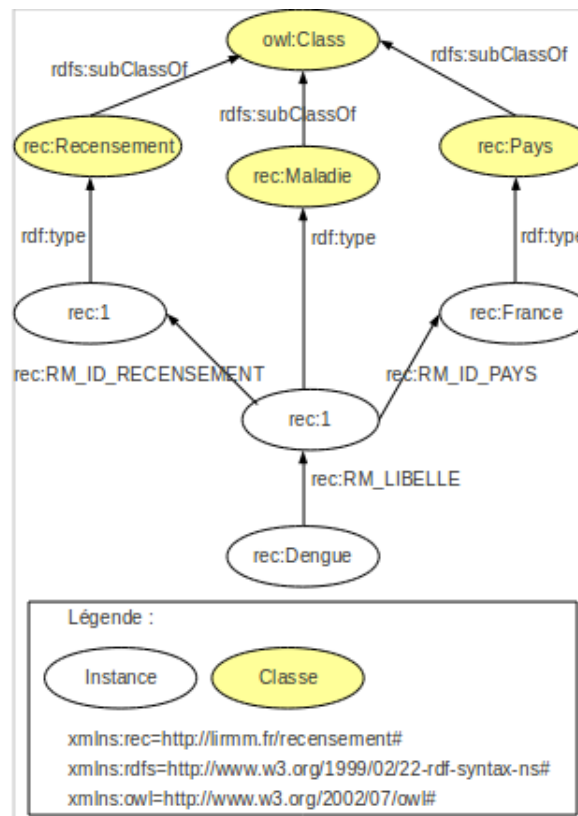 owl:Class
rdfs:subClassOf
rdfs:subClassOf
rdfs:subClassOf
rec:Recensement
rec:Maladie
rec:Pays
rdf:type
rdf:type
rdf:type
rec:1
rec:France
rec:RM_ID_RECENSEMENT
rec:RM_ID_PAYS
rec:1
rec:RM_LIBELLE
rec:Dengue
Légende :
Instance
Classe
xmlns:rec=http://lirmm.fr/recensement#
xmlns:rdfs=http://www.w3.org/1999/02/22-rdf-syntax-ns#
xmlns:owl=http://www.w3.org/2002/07/owl#